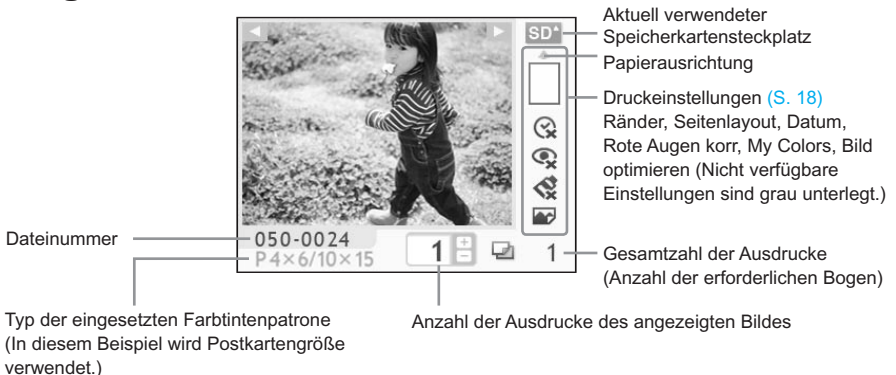 Aktuell verwendeter
Speicherkartensteckplatz
SD
Papierausrichtung
Druckeinstellungen (S. 18)
Ränder, Seitenlayout, Datum,
Rote Augen korr, My Colors, Bild
optimieren (Nicht verfügbare
Einstellungen sind grau unterlegt.)
Dateinummer
050-0024
P 4×6/10×15
1 + −
1
Gesamtzahl der Ausdrucke
(Anzahl der erforderlichen Bogen)
Typ der eingesetzten Farbtintenpatrone
(In diesem Beispiel wird Postkartengröße
verwendet.)
Anzahl der Ausdrucke des angezeigten Bildes